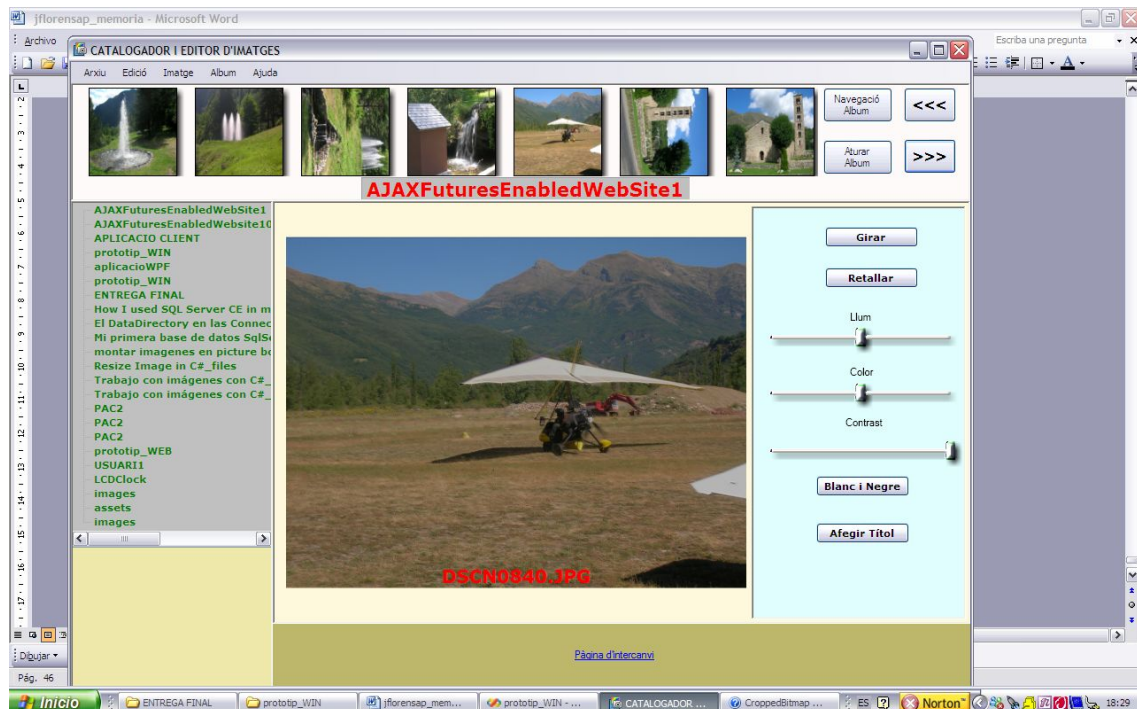 jflorensap_memoria - Microsoft Word
Archivo
Escriba una pregunta
CATALOGADOR I EDITOR D'IMATGES
Arxiu Edició Imatge Album Ajuda
Navegació Album
<<<
Aturar Album
>>>
AJAXFuturesEnabledWebSite1
AJAXFuturesEnabledWebSite1
AJAXFuturesEnabledWebsite10
APLICACIO CLIENT
prototip_WIN
aplicacioWPF
prototip_WIN
ENTREGA FINAL
How I used SQL Server CE in m
El DataDirectory en las Connec
Mi primera base de datos SqlSe
montar imagenes en picture bo
Resize Image in C#_files
Trabajo con imágenes con C#_
Trabajo con imágenes con C#_
PAC2
PAC2
PAC2
prototip_WEB
USUARI1
LCDClock
images
assets
images
DSCN0840.JPG
Girar
Retallar
Llum
Color
Contrast
Blanc i Negre
Afegir Títol
Pàgina d'intercanvi
Dibujar
Pág. 46
Inicio
ENTREGA FINAL
prototip_WIN
jflorensap_mem...
prototip_WIN - ...
CATALOGADOR ...
CroppedBitmap ...
ES
Norton™
18:29